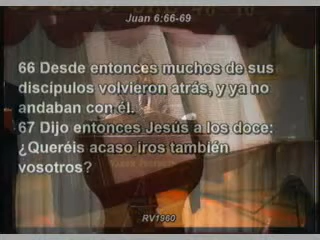 Juan 6:66-69
66 Desde entonces muchos de sus
discípulos volvieron atrás, y ya no
andaban con él.
67 Dijo entonces Jesús a los doce:
¿Queréis acaso iros también
vosotros?
RV1960